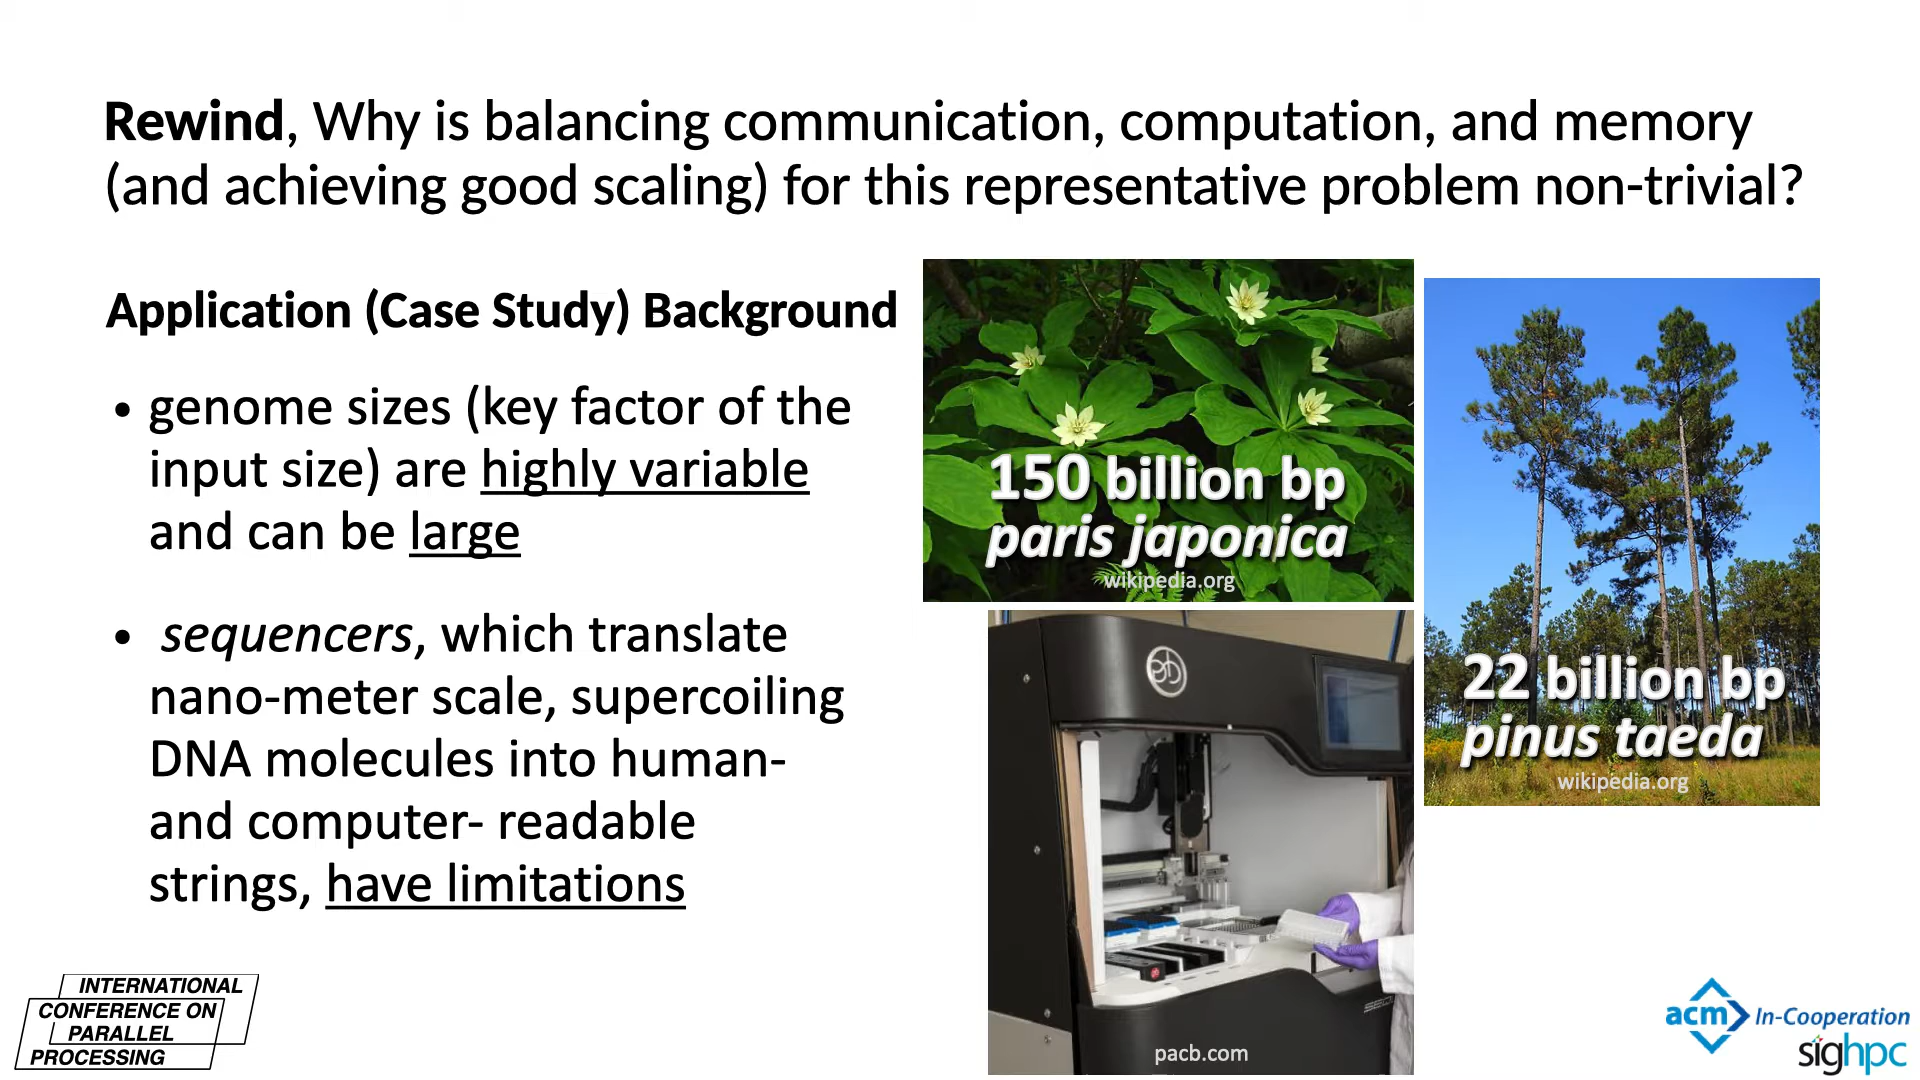 Rewind, Why is balancing communication, computation, and memory
(and achieving good scaling) for this representative problem non-trivial?
Application (Case Study) Background
• genome sizes (key factor of the
input size) are highly variable
and can be large
• sequencers, which translate
nano-meter scale, supercoiling
DNA molecules into human-
and computer- readable
strings, have limitations
150 billion bp
paris japonica
wikipedia.org
22 billion bp
pinus taeda
wikipedia.org
pacb.com
INTERNATIONAL
CONFERENCE ON
PARALLEL
PROCESSING
acm In-Cooperation
sighpc